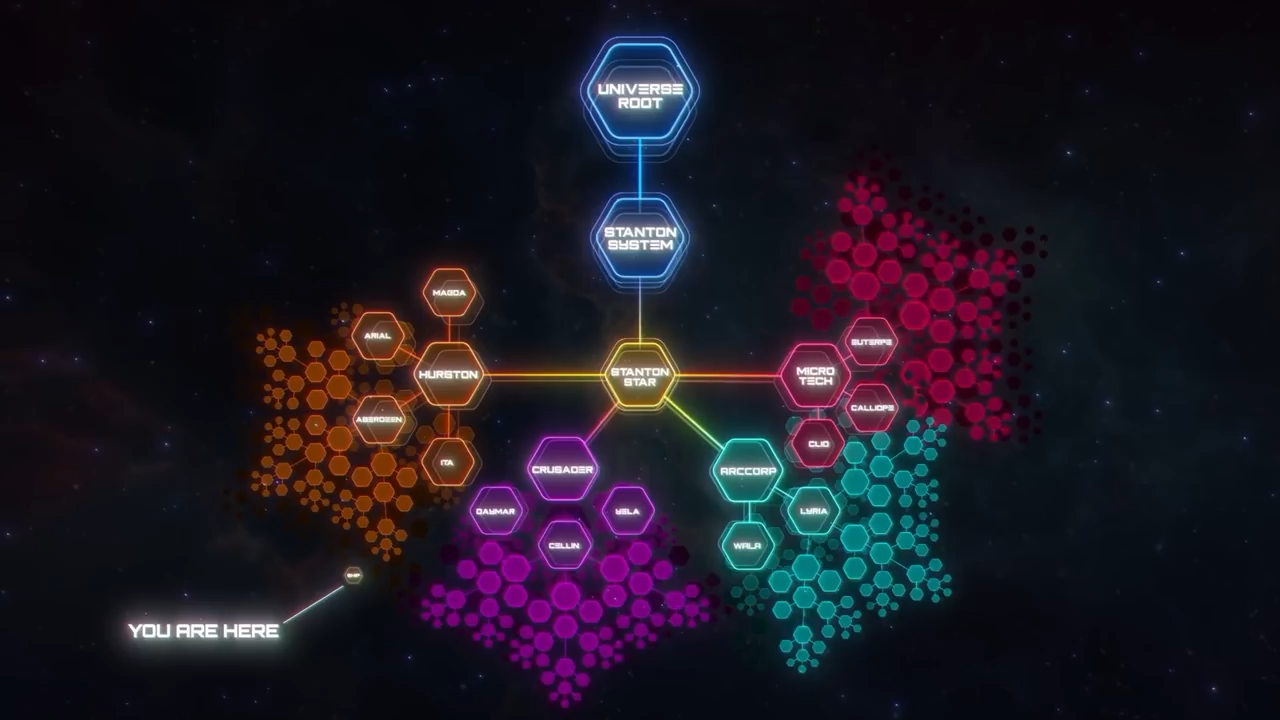 UNIVERSE
ROOT
STANTON
SYSTEM
MAGDA
ARIAL
HURSTON
ABERDEEN
ITA
STANTON
STAR
MICRO
TECH
EUTERPE
CALLIOPE
CLIO
CRUSADER
DAYMAR
YELA
CELLIN
ARCCORP
LYRIA
WALA
SHIP
YOU ARE HERE